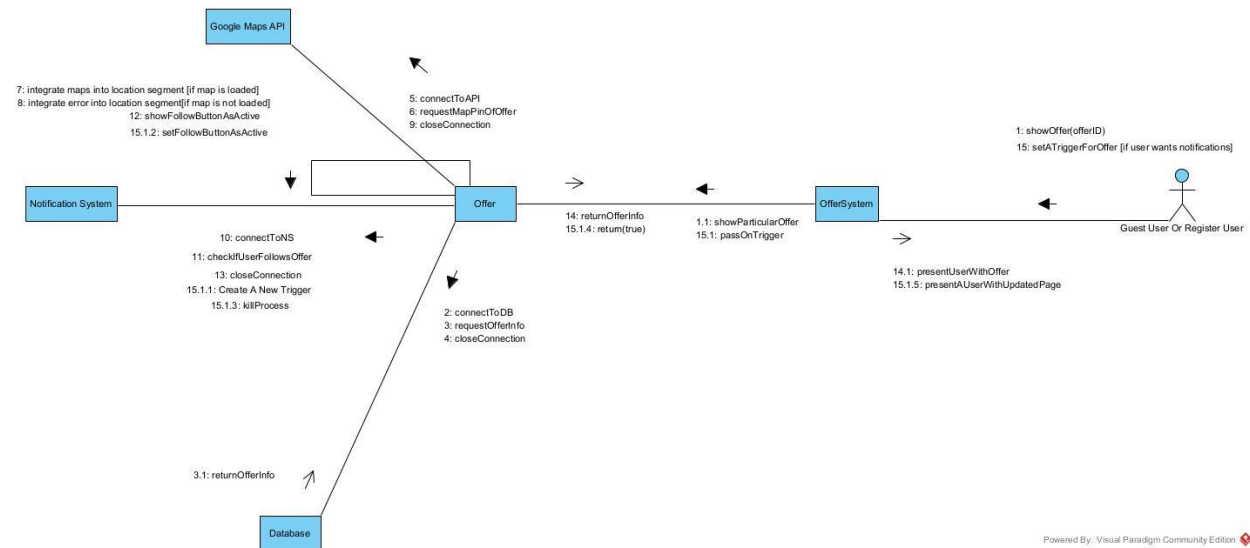 Google Maps API
7: integrate maps into location segment [if map is loaded]
8: integrate error into location segment[if map is not loaded]
12: showFollowButtonAsActive
15.1.2: setFollowButtonAsActive
5: connectToAPI
6: requestMapPinOfOffer
9: closeConnection
1: showOffer(offerID)
15: setATriggerForOffer [if user wants notifications]
Notification System
Offer
OfferSystem
Guest User Or Register User
14: returnOfferInfo
15.1.4: return(true)
1.1: showParticularOffer
15.1: passOnTrigger
10: connectToNS
11: checkIfUserFollowsOffer
13: closeConnection
15.1.1: Create A New Trigger
15.1.3: killProcess
14.1: presentUserWithOffer
15.1.5: presentAUserWithUpdatedPage
2: connectToDB
3: requestOfferInfo
4: closeConnection
3.1: returnOfferInfo
Database
Powered By: Visual Paradigm Community Edition